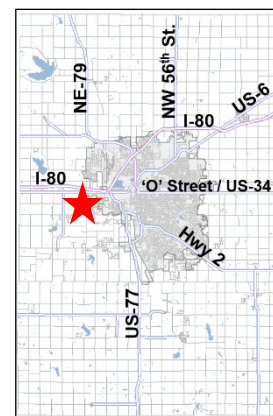 NE-79
NW 56th St.
US-6
I-80
I-80
'O' Street / US-34
Hwy 2
US-77